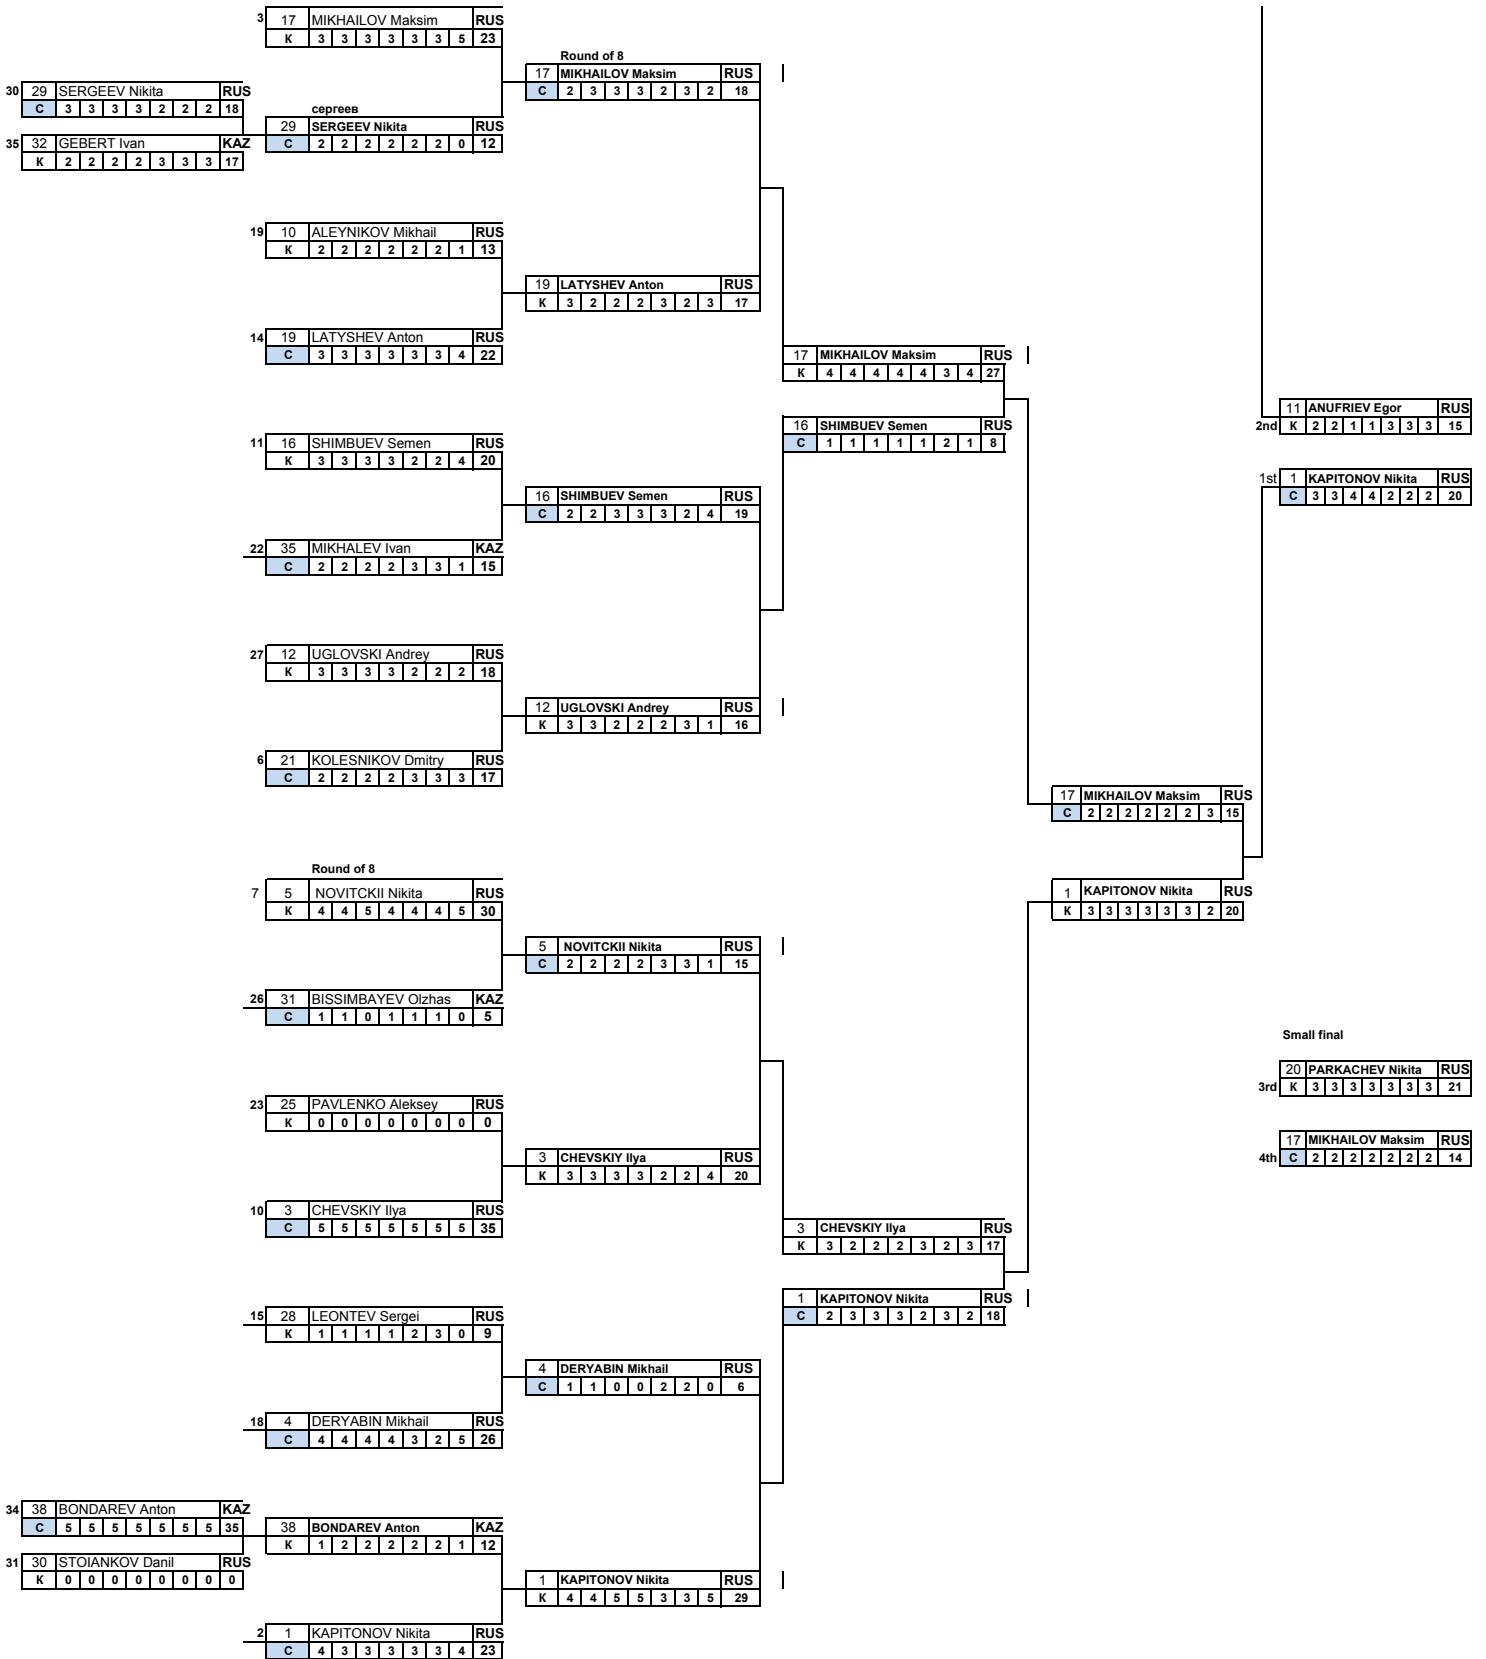 3 17 MIKHAILOV Maksim RUS
K 3 3 3 3 3 3 5 23
Round of 8
17 MIKHAILOV Maksim RUS
C 2 3 3 3 2 3 2 18
30 29 SERGEEV Nikita RUS
C 3 3 3 3 2 2 2 18
сергеев
29 SERGEEV Nikita RUS
C 2 2 2 2 2 2 0 12
35 32 GEBERT Ivan KAZ
K 2 2 2 2 3 3 3 17
19 10 ALEYNIKOV Mikhail RUS
K 2 2 2 2 2 2 1 13
19 LATYSHEV Anton RUS
K 3 2 2 2 3 2 3 17
14 19 LATYSHEV Anton RUS
C 3 3 3 3 3 3 4 22
17 MIKHAILOV Maksim RUS
K 4 4 4 4 4 3 4 27
11 ANUFRIEV Egor RUS
2nd K 2 2 1 1 3 3 3 15
16 SHIMBUEV Semen RUS
C 1 1 1 1 1 2 1 8
11 16 SHIMBUEV Semen RUS
K 3 3 3 3 2 2 4 20
1st 1 KAPITONOV Nikita RUS
C 3 3 4 4 2 2 2 20
16 SHIMBUEV Semen RUS
C 2 2 3 3 3 2 4 19
22 35 MIKHALEV Ivan KAZ
C 2 2 2 2 3 3 1 15
27 12 UGLOVSKI Andrey RUS
K 3 3 3 3 2 2 2 18
12 UGLOVSKI Andrey RUS
K 3 3 2 2 2 3 1 16
6 21 KOLESNIKOV Dmitry RUS
C 2 2 2 2 3 3 3 17
17 MIKHAILOV Maksim RUS
C 2 2 2 2 2 2 3 15
Round of 8
7 5 NOVITCKII Nikita RUS
K 4 4 5 4 4 4 5 30
1 KAPITONOV Nikita RUS
K 3 3 3 3 3 3 2 20
5 NOVITCKII Nikita RUS
C 2 2 2 2 3 3 1 15
26 31 BISSIMBAYEV Olzhas KAZ
C 1 1 0 1 1 1 0 5
Small final
20 PARKACHEV Nikita RUS
3rd K 3 3 3 3 3 3 3 21
23 25 PAVLENKO Aleksey RUS
K 0 0 0 0 0 0 0 0
17 MIKHAILOV Maksim RUS
4th C 2 2 2 2 2 2 2 14
3 CHEVSKIY Ilya RUS
K 3 3 3 3 2 2 4 20
10 3 CHEVSKIY Ilya RUS
C 5 5 5 5 5 5 5 35
3 CHEVSKIY Ilya RUS
K 3 2 2 2 3 2 3 17
1 KAPITONOV Nikita RUS
C 2 3 3 3 2 3 2 18
15 28 LEONTEV Sergei RUS
K 1 1 1 1 2 3 0 9
4 DERYABIN Mikhail RUS
C 1 1 0 0 2 2 0 6
18 4 DERYABIN Mikhail RUS
C 4 4 4 4 3 2 5 26
34 38 BONDAREV Anton KAZ
C 5 5 5 5 5 5 5 35
38 BONDAREV Anton KAZ
K 1 2 2 2 2 2 1 12
31 30 STOIANKOV Danil RUS
K 0 0 0 0 0 0 0 0
1 KAPITONOV Nikita RUS
K 4 4 5 5 3 3 5 29
2 1 KAPITONOV Nikita RUS
C 4 3 3 3 3 3 4 23